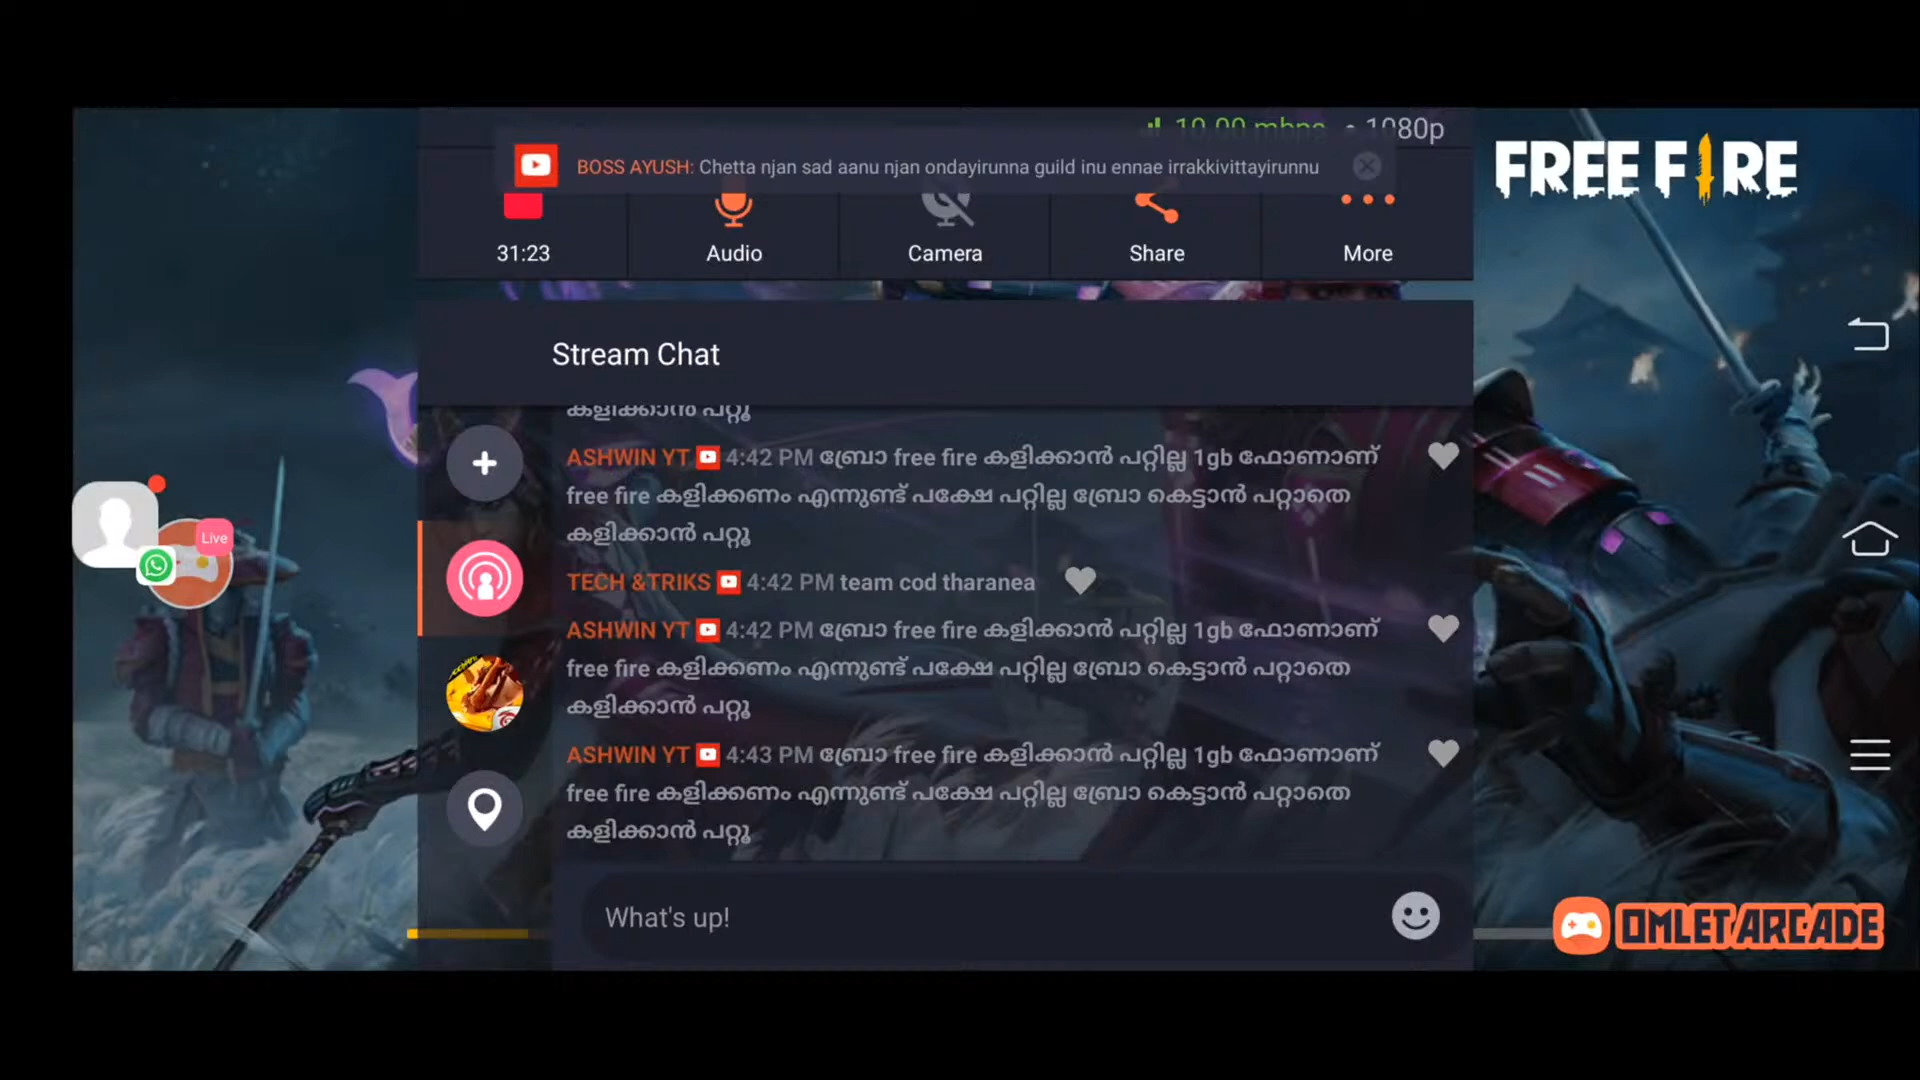 10.00 mbps • 1080p
FREE FIRE
BOSS AYUSH: Chetta njan sad aanu njan ondayirunna guild inu ennae irrakkivittayirunnu
31:23
Audio
Camera
Share
More
Stream Chat
കളിക്കാൻ പറ്റൂ
ASHWIN YT 4:42 PM ബ്രോ free fire കളിക്കാൻ പറ്റില്ല 1gb ഫോണാണ്
free fire കളിക്കണം എന്നുണ്ട് പക്ഷേ പറ്റില്ല ബ്രോ കെട്ടാൻ പറ്റാതെ
കളിക്കാൻ പറ്റൂ
Live
TECH &TRIKS 4:42 PM team cod tharanea
ASHWIN YT 4:42 PM ബ്രോ free fire കളിക്കാൻ പറ്റില്ല 1gb ഫോണാണ്
free fire കളിക്കണം എന്നുണ്ട് പക്ഷേ പറ്റില്ല ബ്രോ കെട്ടാൻ പറ്റാതെ
കളിക്കാൻ പറ്റൂ
ASHWIN YT 4:43 PM ബ്രോ free fire കളിക്കാൻ പറ്റില്ല 1gb ഫോണാണ്
free fire കളിക്കണം എന്നുണ്ട് പക്ഷേ പറ്റില്ല ബ്രോ കെട്ടാൻ പറ്റാതെ
കളിക്കാൻ പറ്റൂ
What's up!
OMLET ARCADE